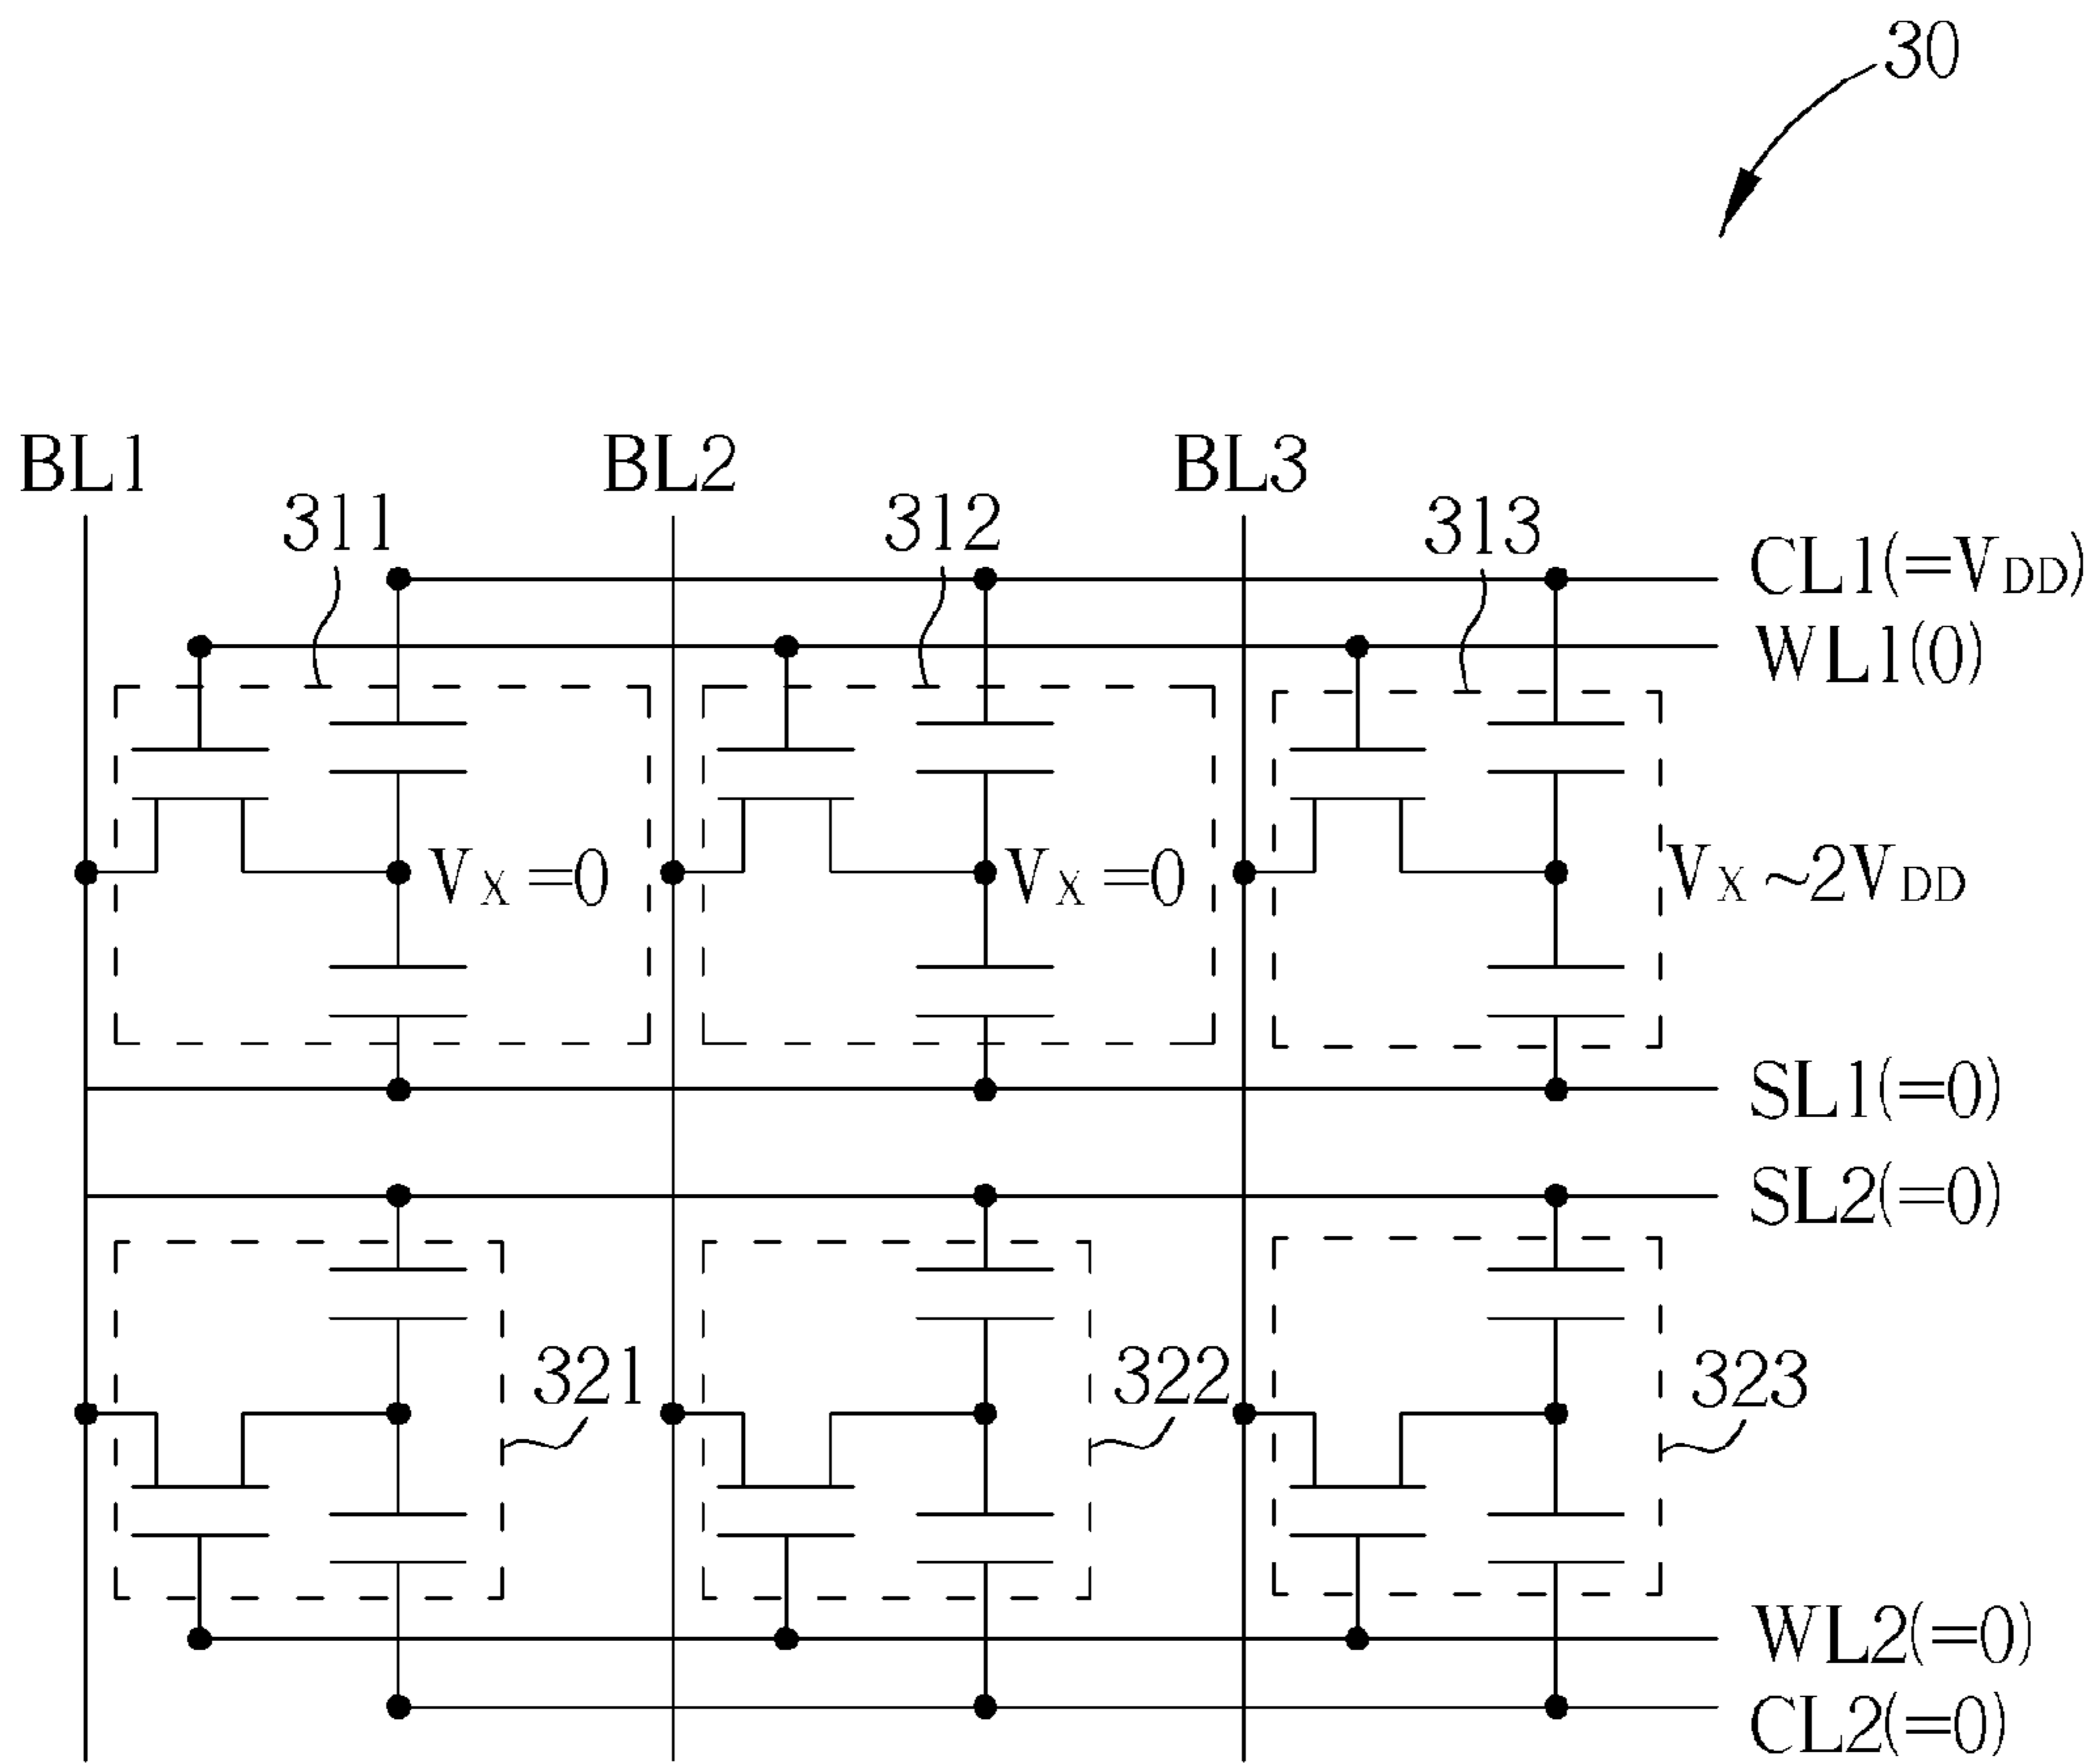 30
BL1 BL2 BL3
311 312 313
CL1(=VDD)
WL1(0)
VX=0 VX=0 VX~2VDD
SL1(=0)
SL2(=0)
321 322 323
WL2(=0)
CL2(=0)